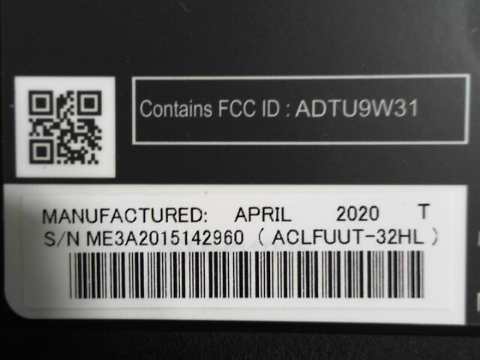 Contains FCC ID : ADTU9W31
MANUFACTURED: APRIL 2020 T
S/N ME3A2015142960 ( ACLFUUT-32HL )